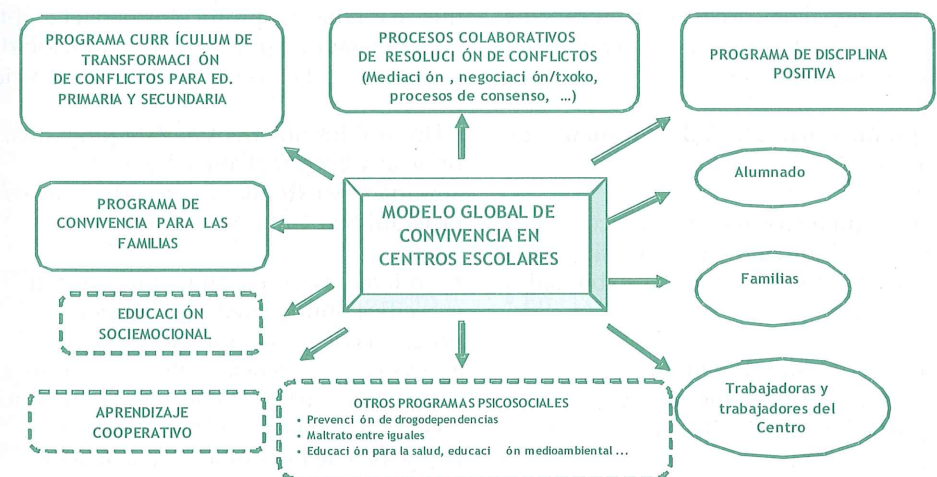 PROGRAMA CURR ÍCULUM DE
TRANSFORMACI ÓN
DE CONFLICTOS PARA ED.
PRIMARIA Y SECUNDARIA
PROCESOS COLABORATIVOS
DE RESOLUCI ÓN DE CONFLICTOS
(Mediaci ón , negociaci ón/txoko,
procesos de consenso, ...)
PROGRAMA DE DISCIPLINA
POSITIVA
Alumnado
PROGRAMA DE
CONVIVENCIA PARA LAS
FAMILIAS
MODELO GLOBAL DE
CONVIVENCIA EN
CENTROS ESCOLARES
Familias
EDUCACI ÓN
SOCIEMOCIONAL
APRENDIZAJE
COOPERATIVO
OTROS PROGRAMAS PSICOSOCIALES
• Prevenci ón de drogodependencias
• Maltrato entre iguales
• Educaci ón para la salud, educaci ón medioambiental ...
Trabajadoras y
trabajadores del
Centro